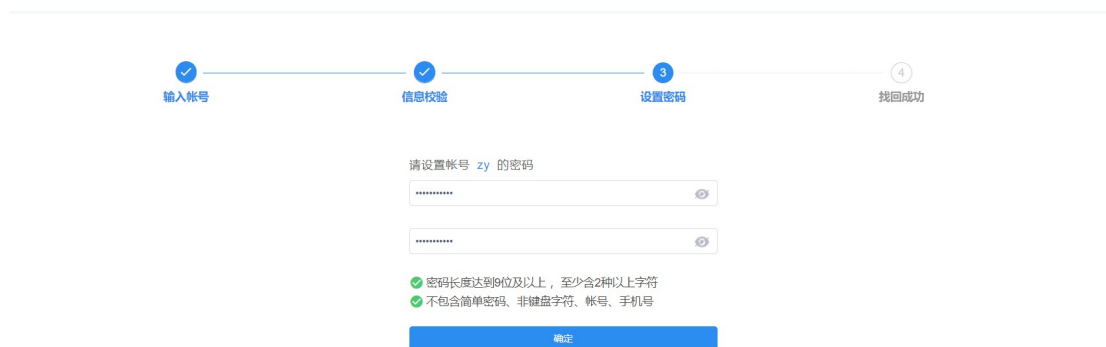 3
4
输入帐号
信息校验
设置密码
找回成功
请设置帐号 zy 的密码
•••••••••••
•••••••••••
密码长度达到9位及以上，至少含2种以上字符
不包含简单密码、非键盘字符、帐号、手机号
确定